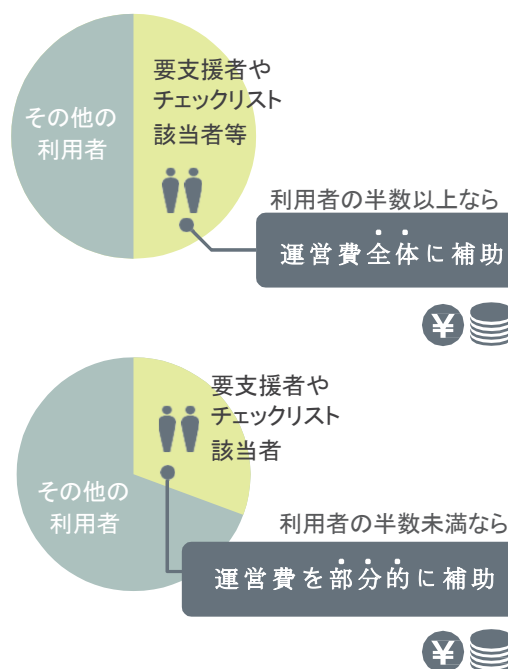 要支援者や
チェックリスト
該当者等
その他の
利用者
利用者の半数以上なら
運営費全体に補助
¥
要支援者や
チェックリスト
該当者
その他の
利用者
利用者の半数未満なら
運営費を部分的に補助
¥